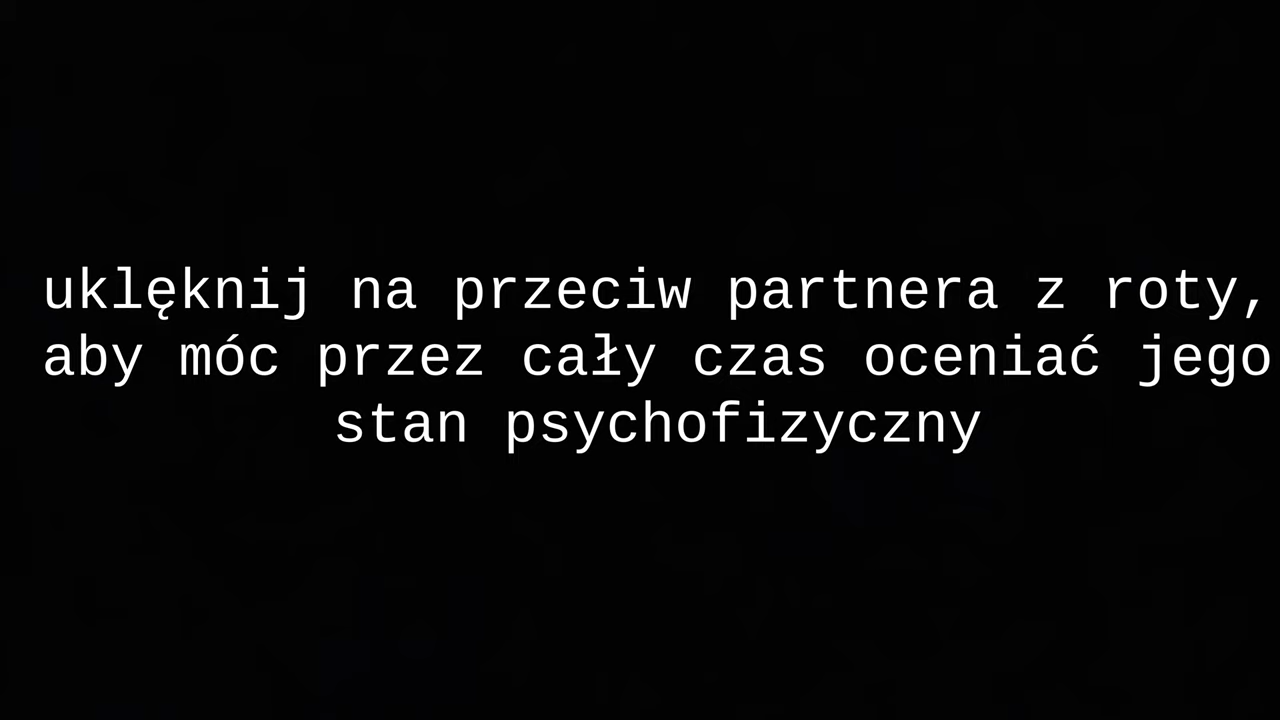 uklęknij na przeciw partnera z roty,
aby móc przez cały czas oceniać jego
stan psychofizyczny